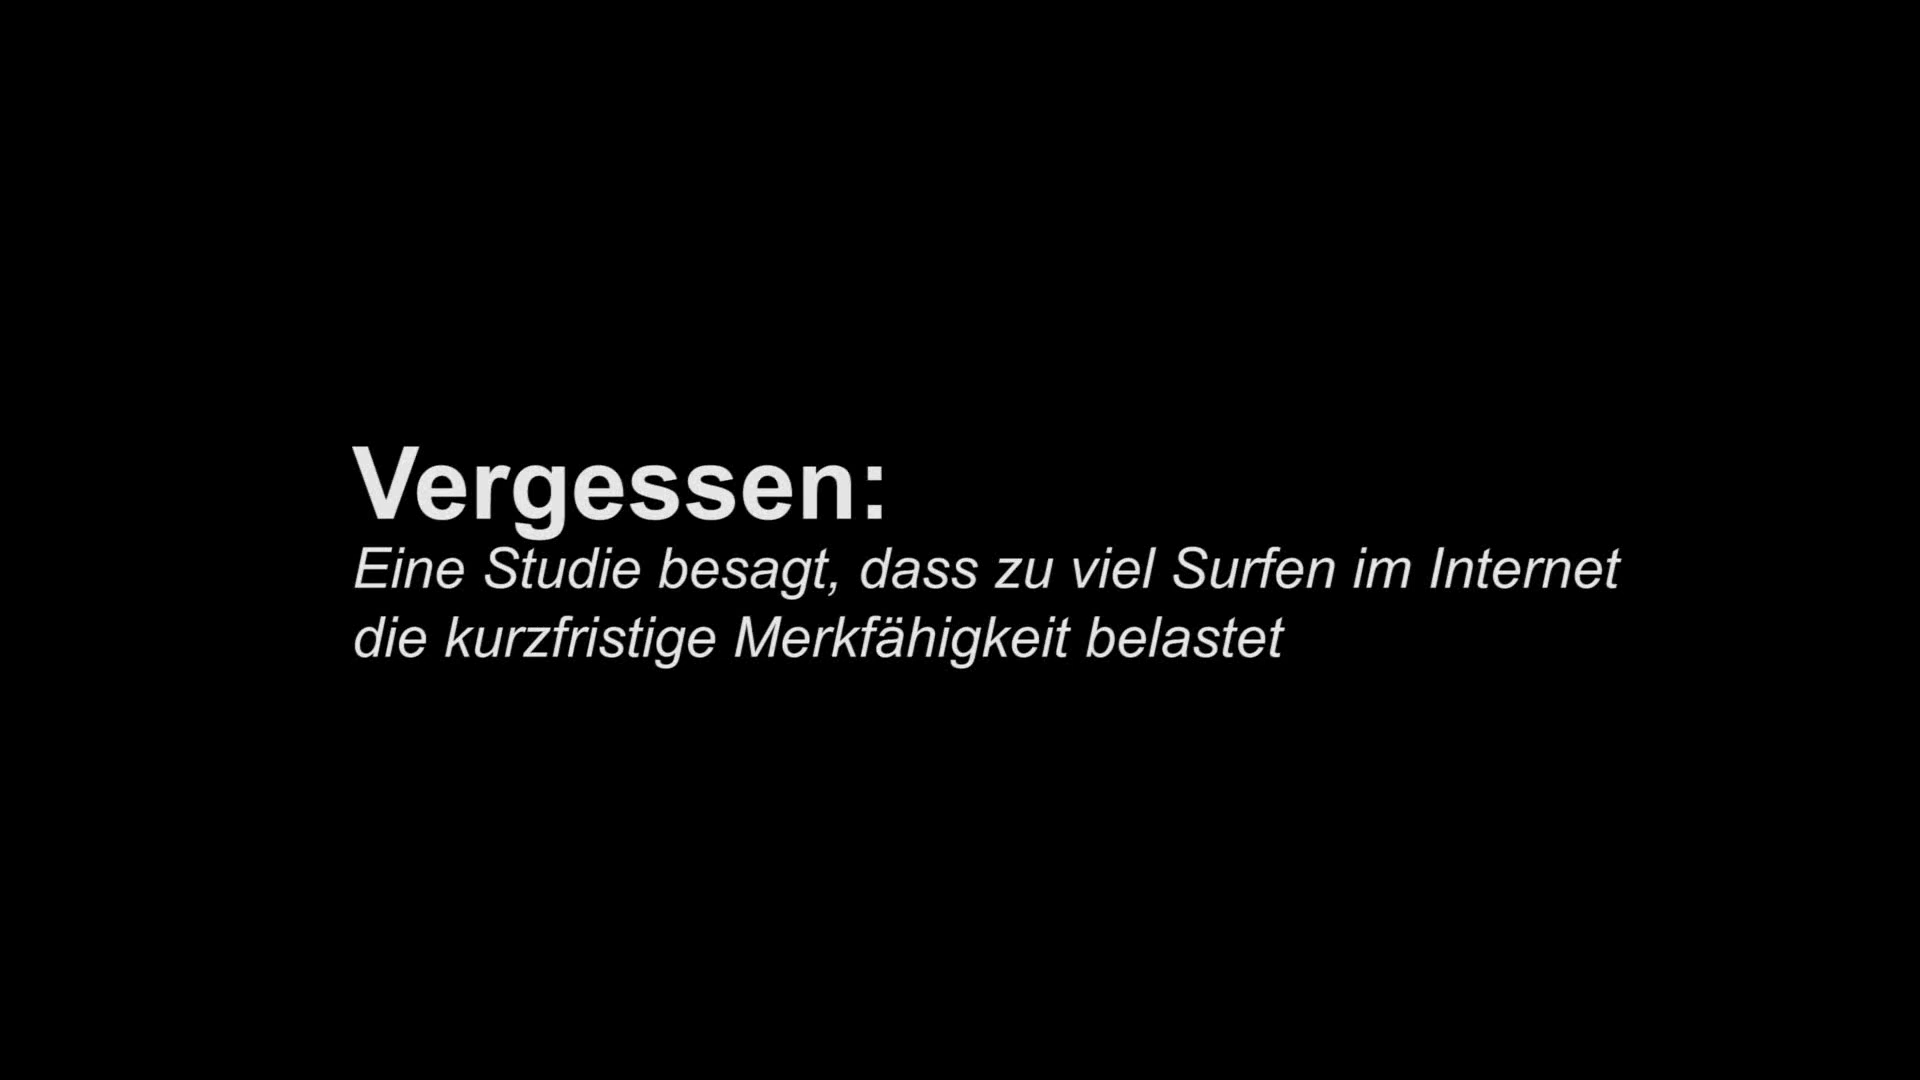 Vergessen:
Eine Studie besagt, dass zu viel Surfen im Internet
die kurzfristige Merkfähigkeit belastet